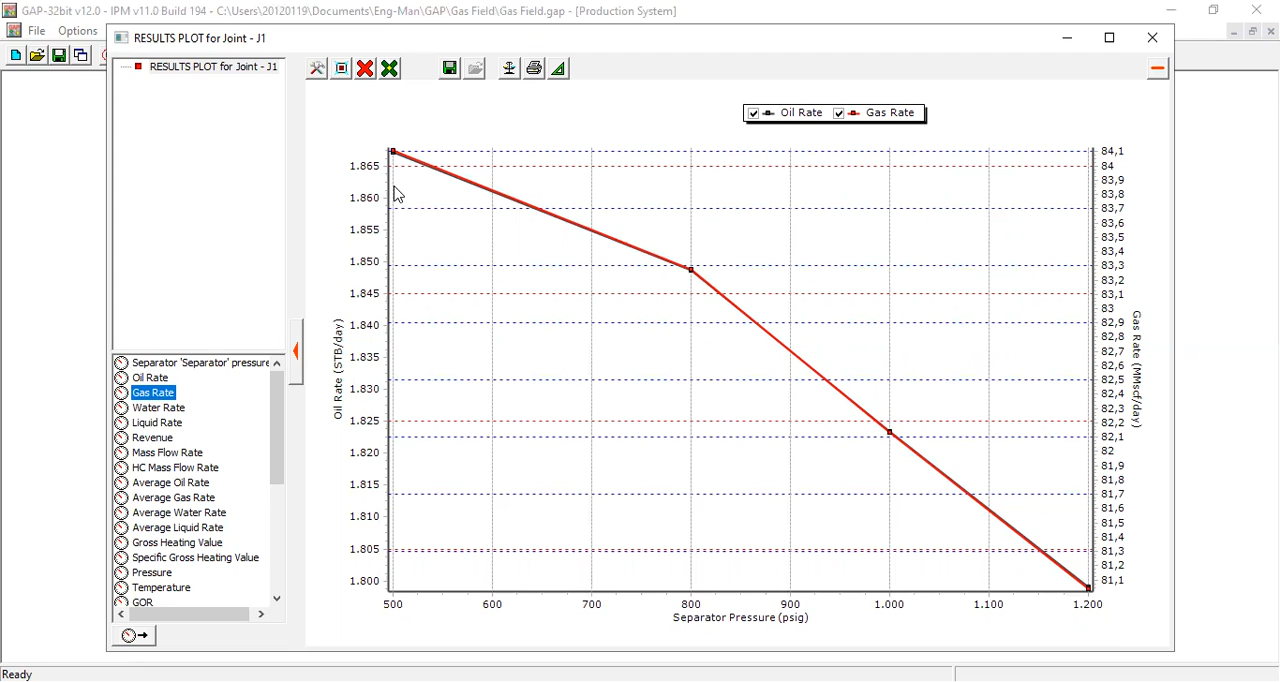 GAP-32bit v12.0 - IPM v11.0 Build 194 - C:\Users\20120119\Documents\Eng-Man\GAP\Gas Field\Gas Field.gap - [Production System]
File Options
RESULTS PLOT for Joint - J1
RESULTS PLOT for Joint - J1
Oil Rate Gas Rate
1.865
1.860
1.855
1.850
1.845
1.840
1.835
1.830
1.825
1.820
1.815
1.810
1.805
1.800
Oil Rate (STB/day)
84,1
84
83,9
83,8
83,7
83,6
83,5
83,4
83,3
83,2
83,1
83
82,9
82,8
82,7
82,6
82,5
82,4
82,3
82,2
82,1
82
81,9
81,8
81,7
81,6
81,5
81,4
81,3
81,2
81,1
Gas Rate (MMscf/day)
500 600 700 800 900 1.000 1.100 1.200
Separator Pressure (psig)
Separator 'Separator' pressure
Oil Rate
Gas Rate
Water Rate
Liquid Rate
Revenue
Mass Flow Rate
HC Mass Flow Rate
Average Oil Rate
Average Gas Rate
Average Water Rate
Average Liquid Rate
Gross Heating Value
Specific Gross Heating Value
Pressure
Temperature
GOR
Ready